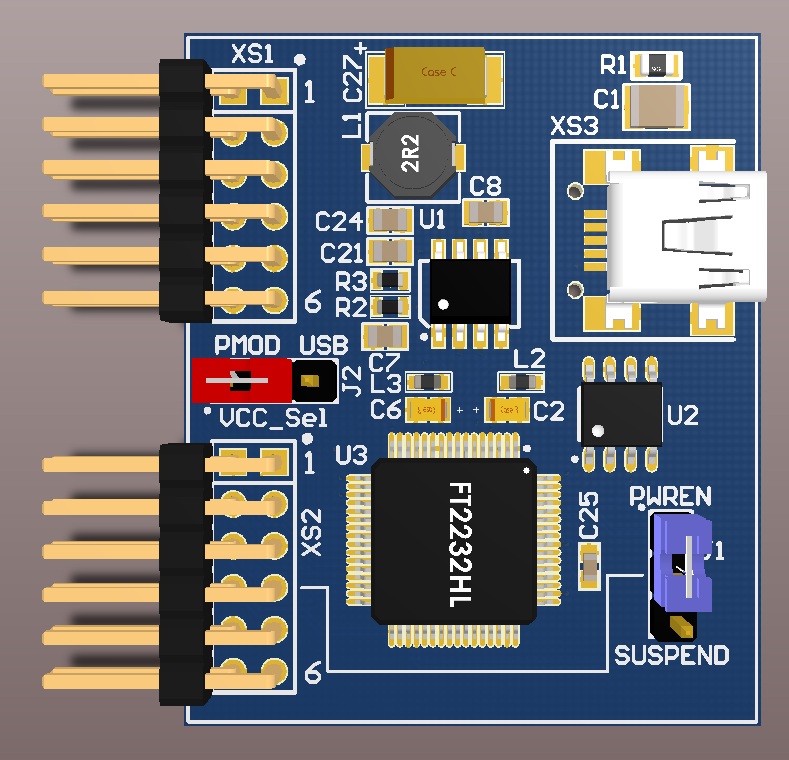 XS1
1
6
C27+
Case C
L1
2R2
R1
C1
XS3
C8
C24
U1
C21
R3
R2
C7
PMOD USB
J2
VCC_Sel
L3
L2
C6
+ +
C2
U2
U3
FT2232HL
C25
PWREN
SUSPEND
1
XS2
6